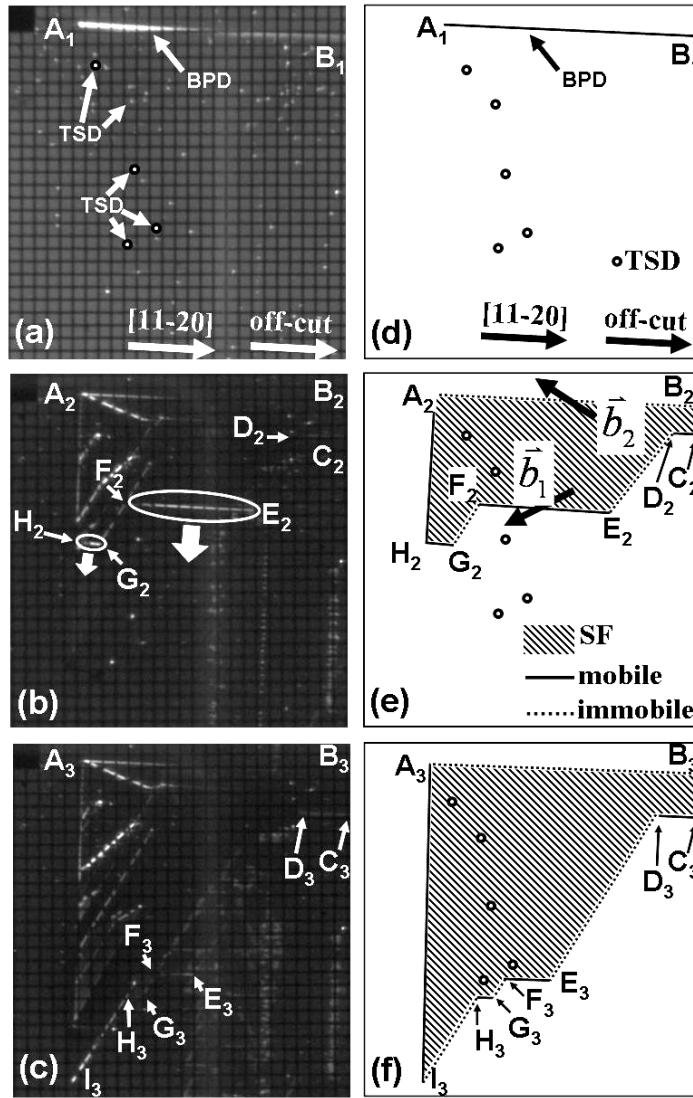 A1
B1
BPD
TSD
TSD
[11-20]
off-cut
(a)
A1
BPD
TSD
[11-20]
off-cut
(d)
A2
B2
D2
C2
F2
E2
H2
G2
(b)
A2
B2
b2
b1
F2
C2
D2
E2
H2
G2
SF
mobile
immobile
(e)
A3
B3
D3
C3
F3
E3
G3
H3
I3
(c)
A3
B3
C3
D3
E3
F3
G3
H3
I3
(f)